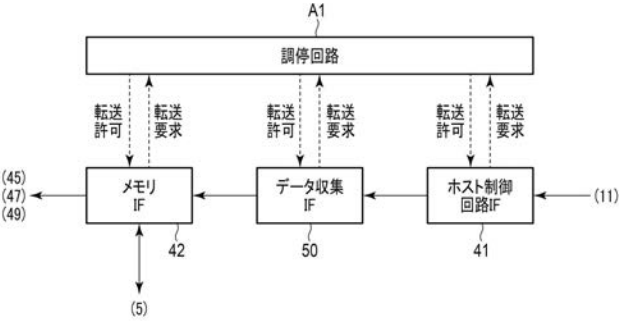 A1
調停回路
転送
許可
転送
要求
転送
許可
転送
要求
転送
許可
転送
要求
(45)
(47)
(49)
メモリ
IF
データ収集
IF
ホスト制御
回路IF
(11)
42
50
41
(5)